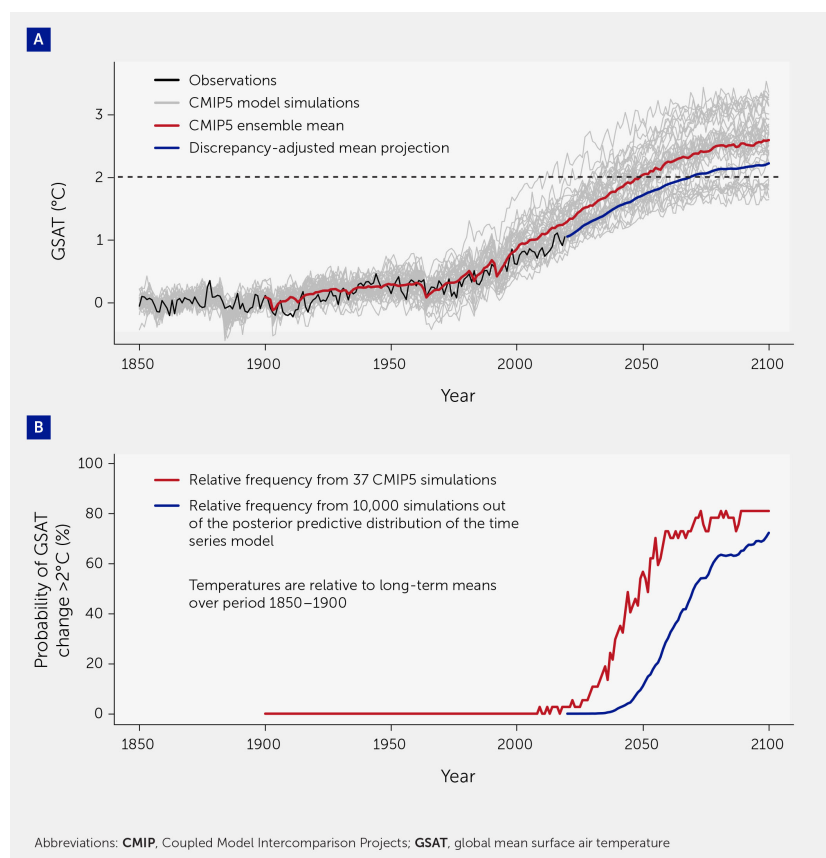 A
Observations
CMIP5 model simulations
CMIP5 ensemble mean
Discrepancy-adjusted mean projection
GSAT (°C)
3
2
1
0
1850 1900 1950 2000 2050 2100
Year
B
Relative frequency from 37 CMIP5 simulations
Relative frequency from 10,000 simulations out
of the posterior predictive distribution of the time
series model
Temperatures are relative to long-term means
over period 1850–1900
Probability of GSAT
change >2°C (%)
100
80
60
40
20
0
1850 1900 1950 2000 2050 2100
Year
Abbreviations: CMIP, Coupled Model Intercomparison Projects; GSAT, global mean surface air temperature